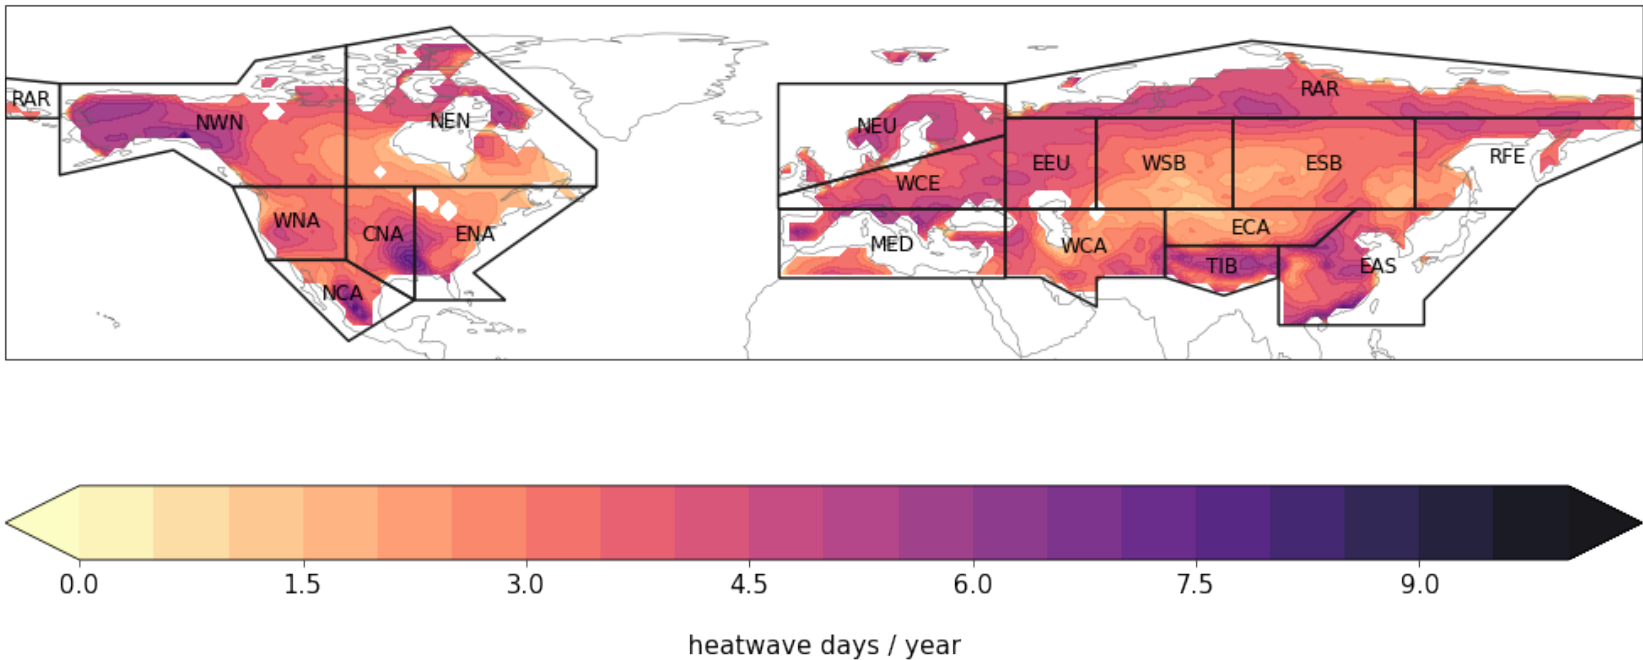 RAR
NWN
NEN
WNA
CNA
ENA
NCA
NEU
WCE
MED
EEU
WSB
ESB
RAR
RFE
WCA
ECA
TIB
EAS
0.0 1.5 3.0 4.5 6.0 7.5 9.0
heatwave days / year